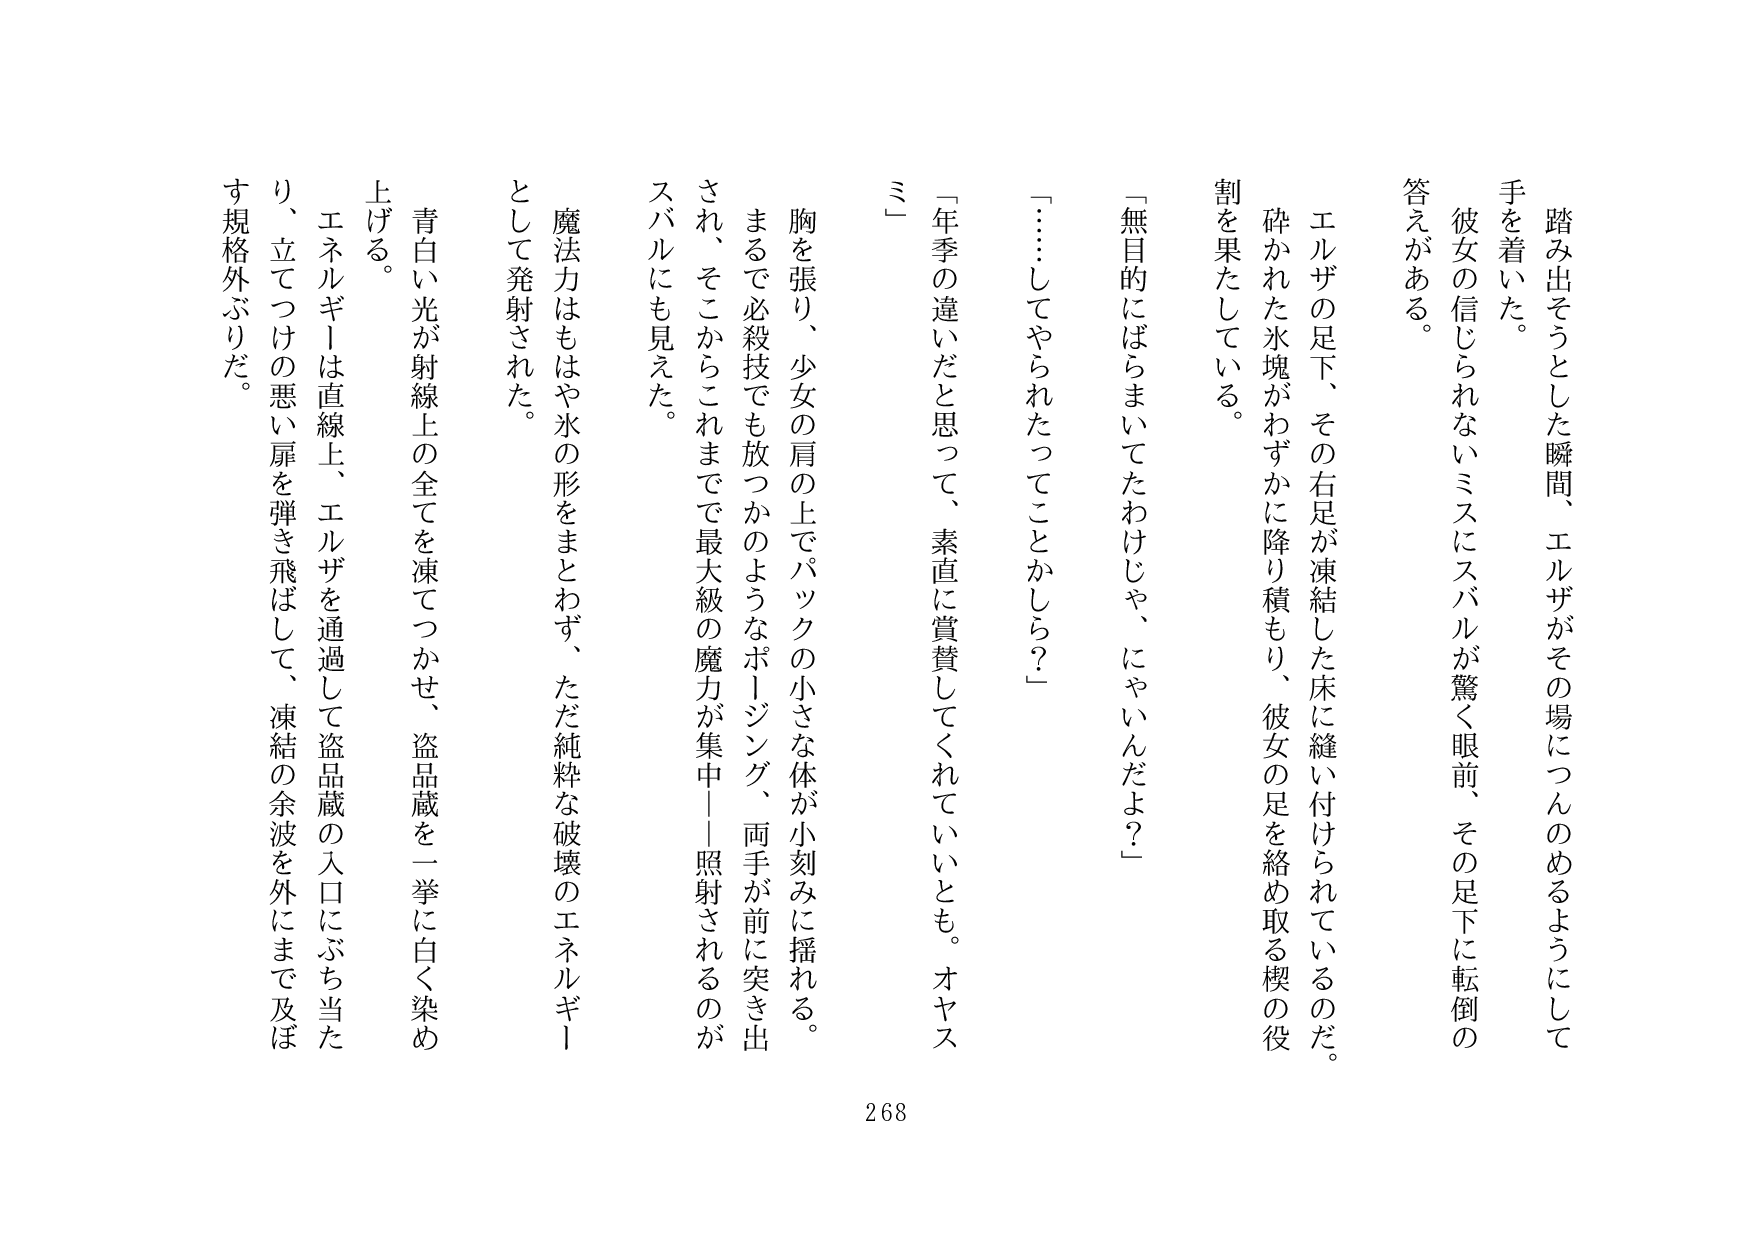 踏み出そうとした瞬間、エルザがその場につんのめるようにして
手を着いた。
　彼女の信じられないミスにスバルが驚く眼前、その足下に転倒の
答えがある。
　エルザの足下、その右足が凍結した床に縫い付けられているのだ。
　砕かれた氷塊がわずかに降り積もり、彼女の足を絡め取る楔の役
割を果たしている。
「無目的にばらまいてたわけじゃ、にゃいんだよ？」
「……してやられたってことかしら？」
「年季の違いだと思って、素直に賞賛してくれていいとも。オヤス
ミ」
　胸を張り、少女の肩の上でパックの小さな体が小刻みに揺れる。
　まるで必殺技でも放つかのようなポージング、両手が前に突き出
され、そこからこれまでで最大級の魔力が集中――照射されるのが
スバルにも見えた。
　魔法力はもはや氷の形をまとわず、ただ純粋な破壊のエネルギー
として発射された。
　青白い光が射線上の全てを凍てつかせ、盗品蔵を一挙に白く染め
上げる。
　エネルギーは直線上、エルザを通過して盗品蔵の入口にぶち当た
り、立てつけの悪い扉を弾き飛ばして、凍結の余波を外にまで及ぼ
す規格外ぶりだ。
268